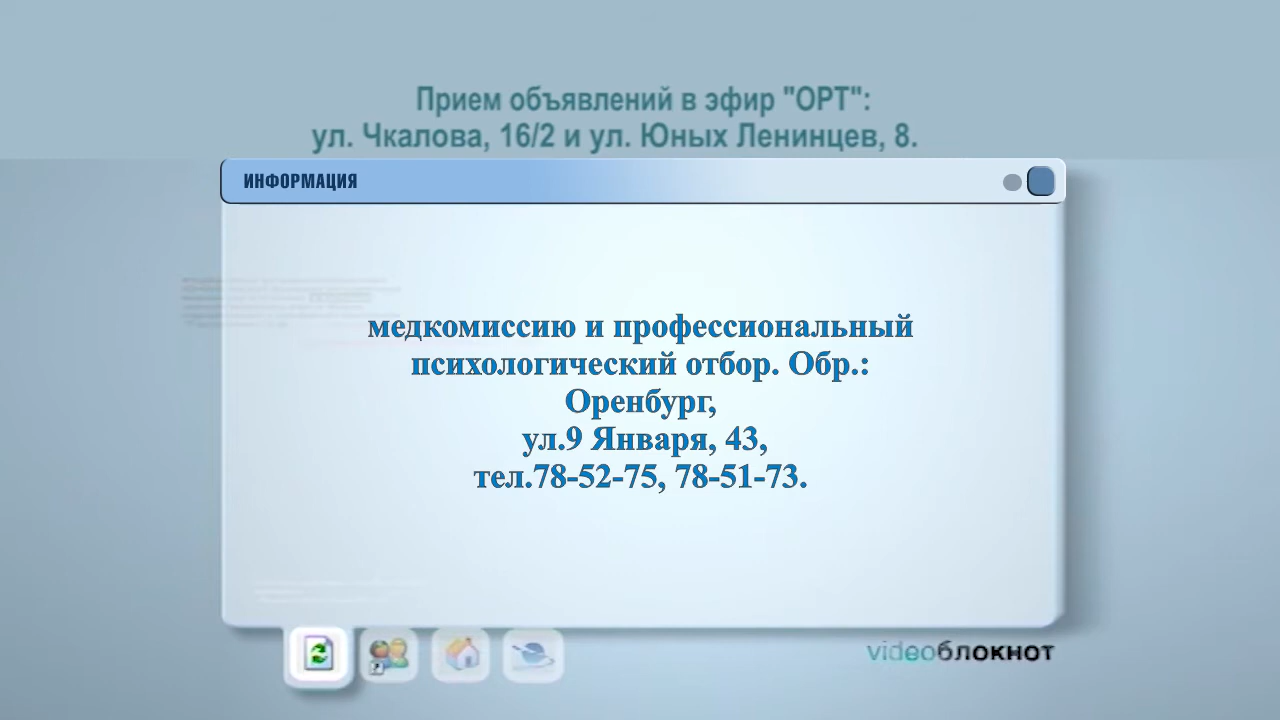 Прием объявлений в эфир "ОРТ":
ул. Чкалова, 16/2 и ул. Юных Ленинцев, 8.
ИНФОРМАЦИЯ
медкомиссию и профессиональный
психологический отбор. Обр.:
Оренбург,
ул.9 Января, 43,
тел.78-52-75, 78-51-73.
videoблокнот